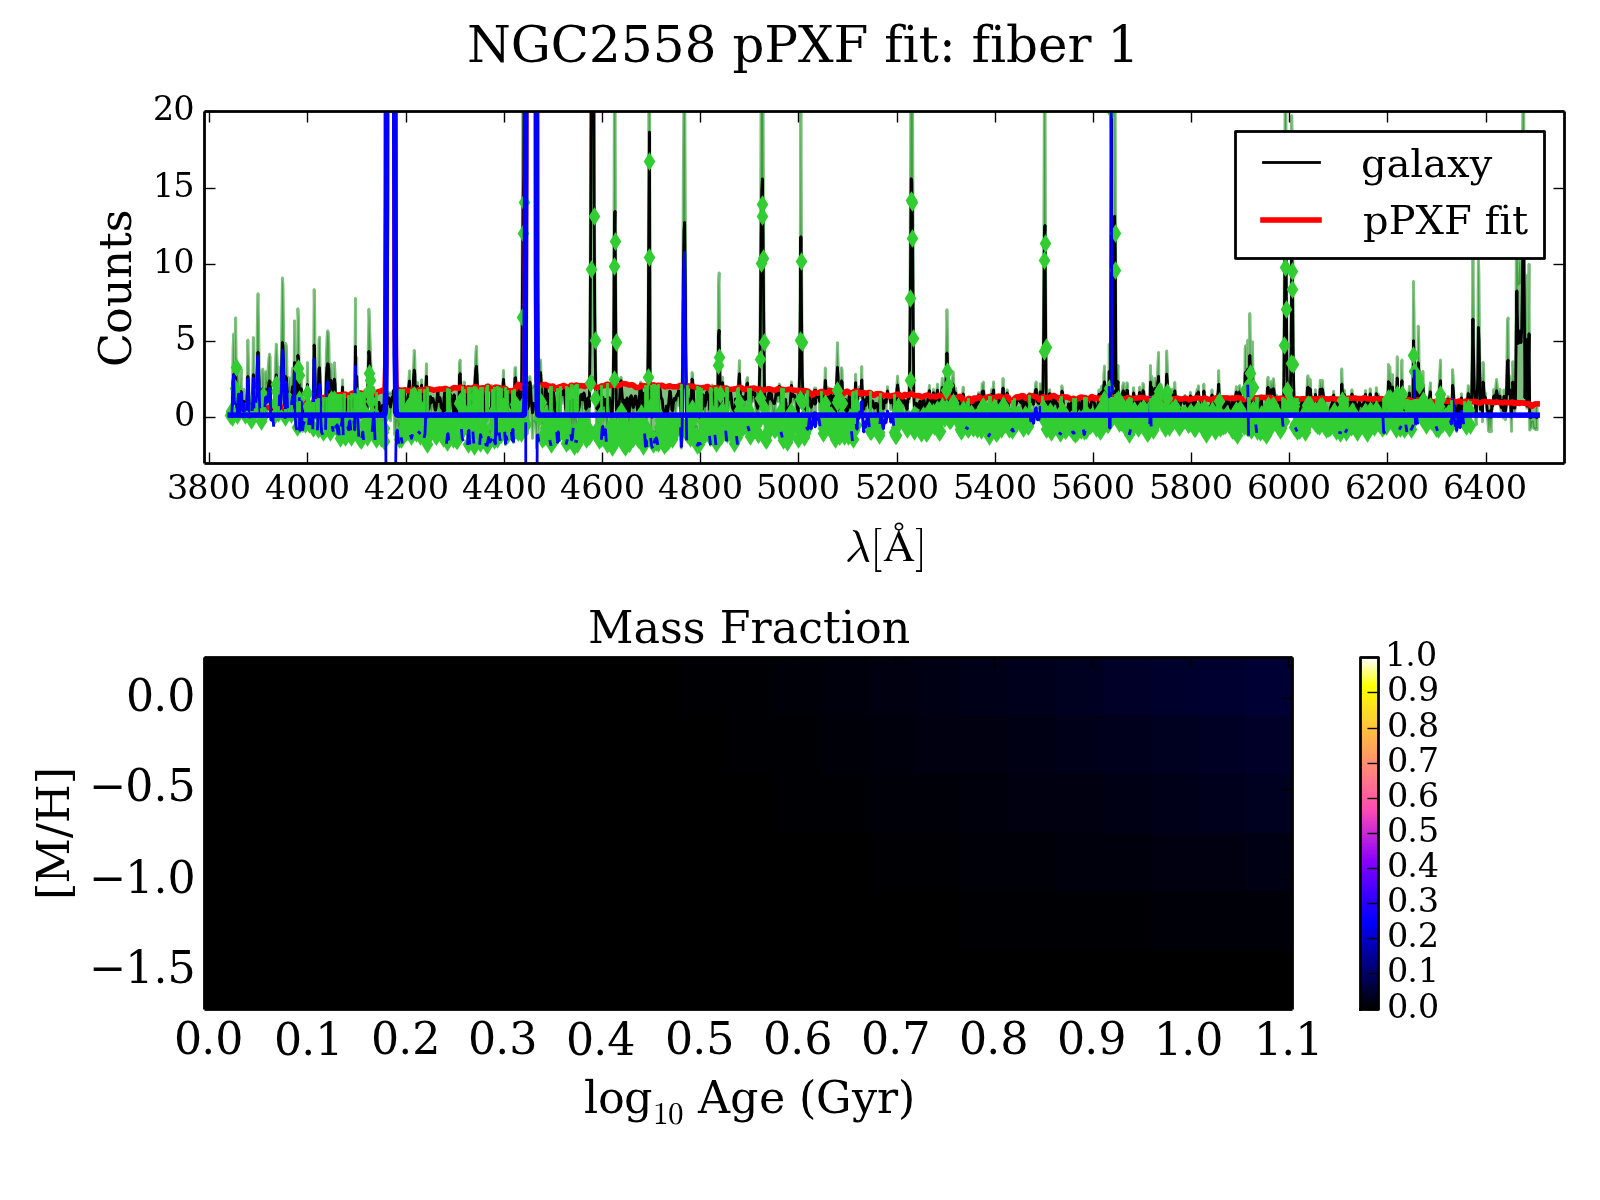 NGC2558 pPXF fit: fiber 1
20
15
10
5
0
Counts
galaxy
pPXF fit
3800 4000 4200 4400 4600 4800 5000 5200 5400 5600 5800 6000 6200 6400
λ[Å]
Mass Fraction
0.0
−0.5
−1.0
−1.5
[M/H]
0.0 0.1 0.2 0.3 0.4 0.5 0.6 0.7 0.8 0.9 1.0 1.1
log₁₀ Age (Gyr)
1.0
0.9
0.8
0.7
0.6
0.5
0.4
0.3
0.2
0.1
0.0